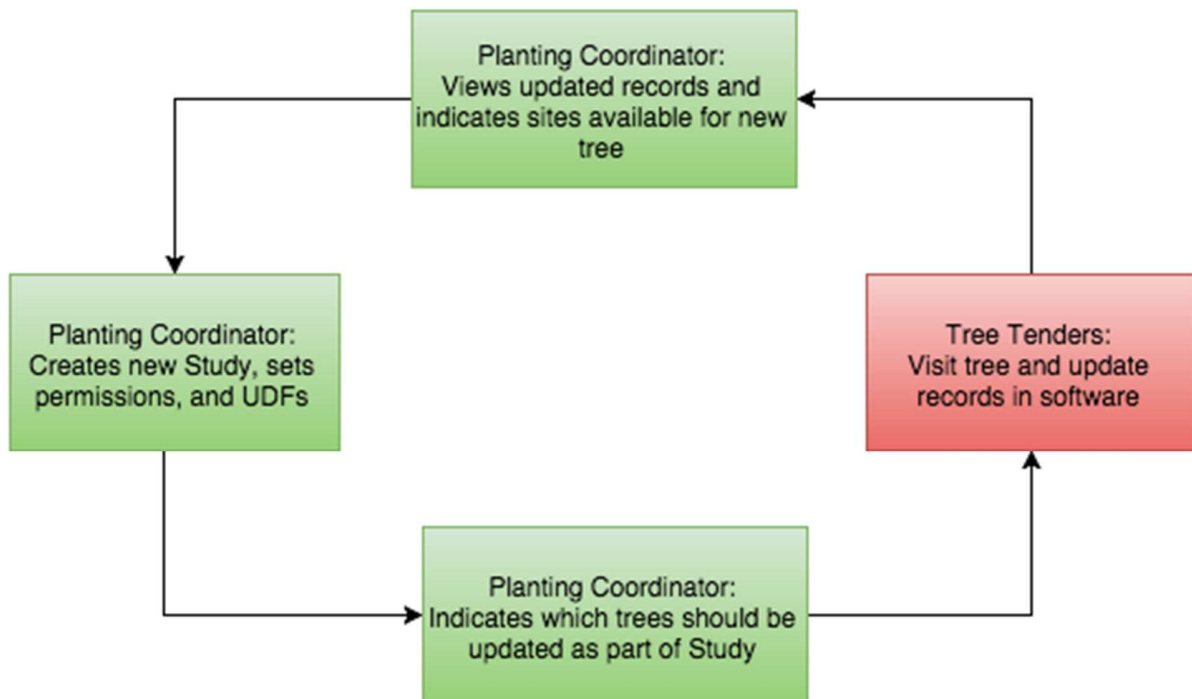 Planting Coordinator:
Views updated records and
indicates sites available for new
tree
Planting Coordinator:
Creates new Study, sets
permissions, and UDFs
Tree Tenders:
Visit tree and update
records in software
Planting Coordinator:
Indicates which trees should be
updated as part of Study